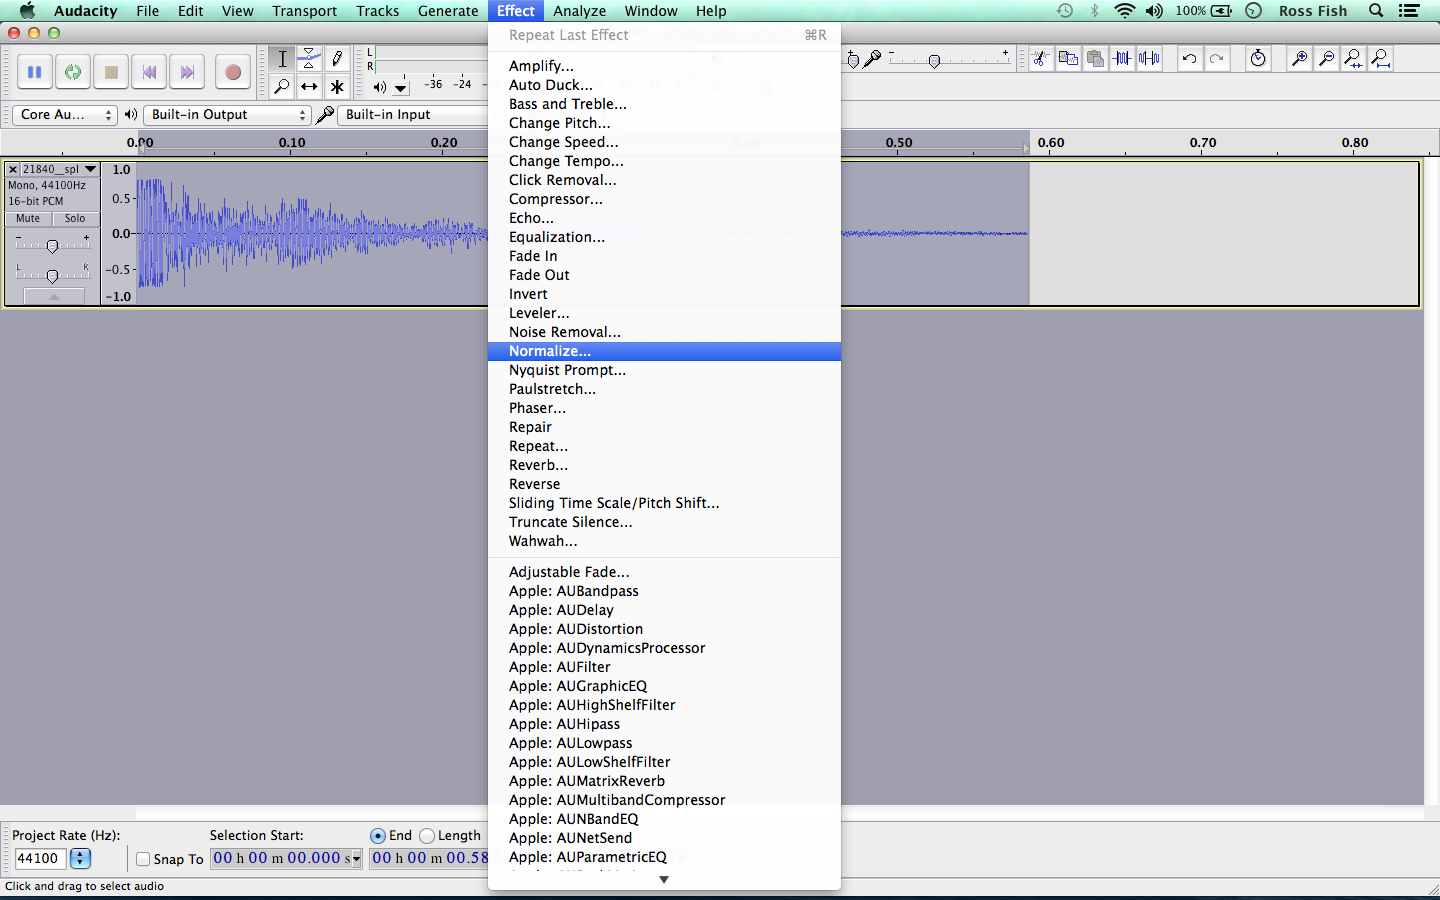 Audacity File Edit View Transport Tracks Generate Effect Analyze Window Help 100% Ross Fish
Repeat Last Effect ⌘R
Amplify...
Auto Duck...
Bass and Treble...
Change Pitch...
Change Speed...
Change Tempo...
Click Removal...
Compressor...
Echo...
Equalization...
Fade In
Fade Out
Invert
Leveler...
Noise Removal...
Normalize...
Nyquist Prompt...
Paulstretch...
Phaser...
Repair
Repeat...
Reverb...
Reverse
Sliding Time Scale/Pitch Shift...
Truncate Silence...
Wahwah...
Adjustable Fade...
Apple: AUBandpass
Apple: AUDelay
Apple: AUDistortion
Apple: AUDynamicsProcessor
Apple: AUFilter
Apple: AUGraphicEQ
Apple: AUHighShelfFilter
Apple: AUHipass
Apple: AULowpass
Apple: AULowShelfFilter
Apple: AUMatrixReverb
Apple: AUMultibandCompressor
Apple: AUNBandEQ
Apple: AUNetSend
Apple: AUParametricEQ
L
R
-36 -24
- +
Core Au... Built-in Output Built-in Input
0.00 0.10 0.20 0.50 0.60 0.70 0.80
21840__spl
Mono, 44100Hz
16-bit PCM
Mute Solo
- +
L R
1.0
0.5
0.0
-0.5
-1.0
Project Rate (Hz): Selection Start: End Length
44100 Snap To 00 h 00 m 00.000 s 00 h 00 m 00.58
Click and drag to select audio